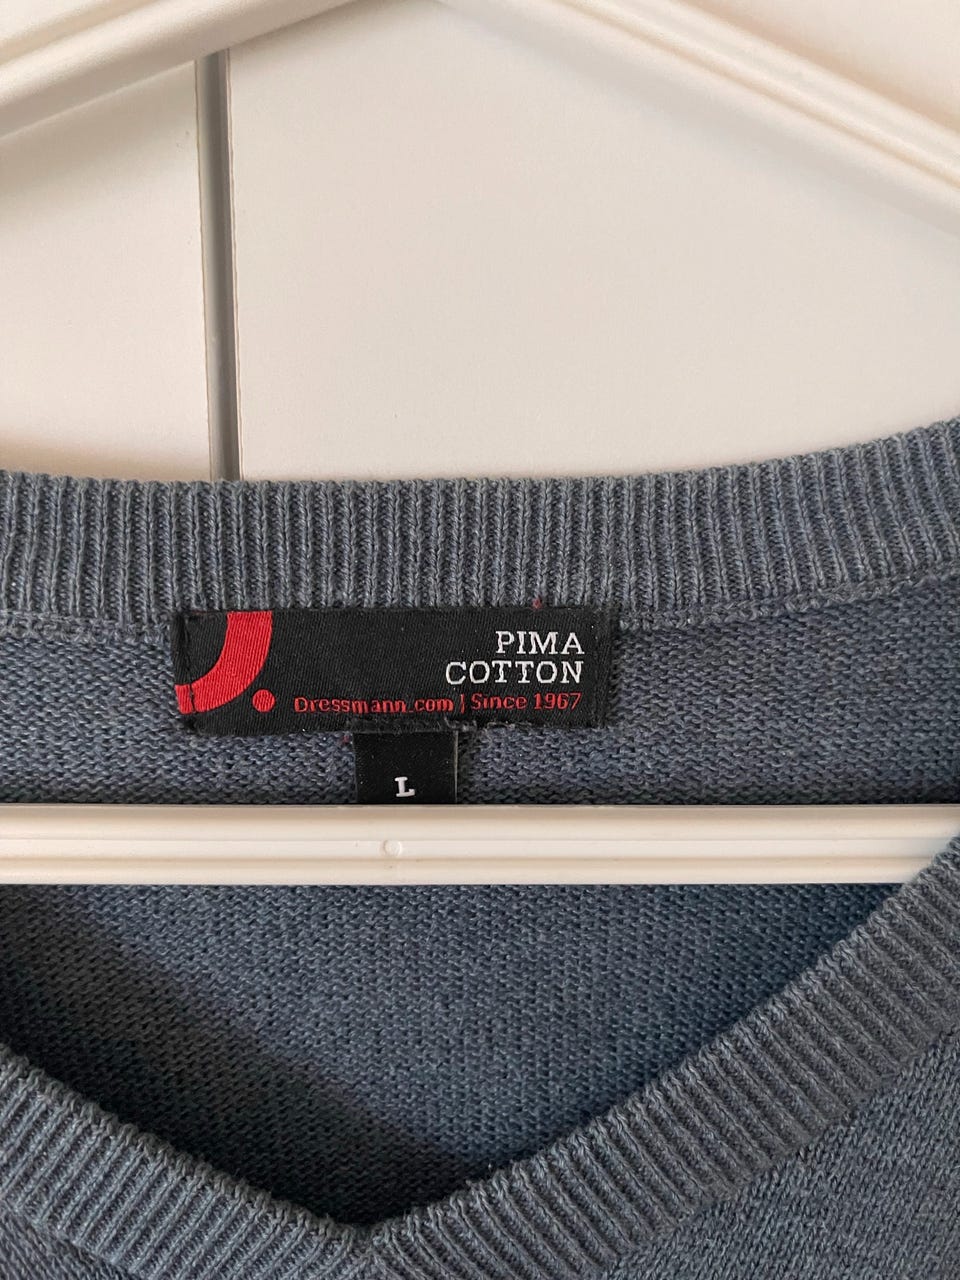 PIMA
COTTON
Dressmann.com | Since 1967
L